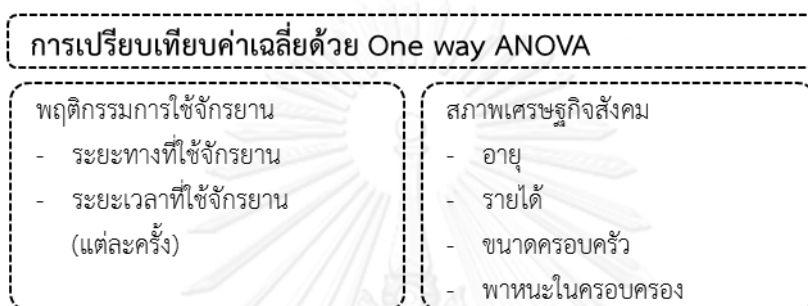 การเปรียบเทียบค่าเฉลี่ยด้วย One way ANOVA
พฤติกรรมการใช้จักรยาน
- ระยะทางที่ใช้จักรยาน
- ระยะเวลาที่ใช้จักรยาน
(แต่ละครั้ง)
สภาพเศรษฐกิจสังคม
- อายุ
- รายได้
- ขนาดครอบครัว
- พาหนะในครอบครอง